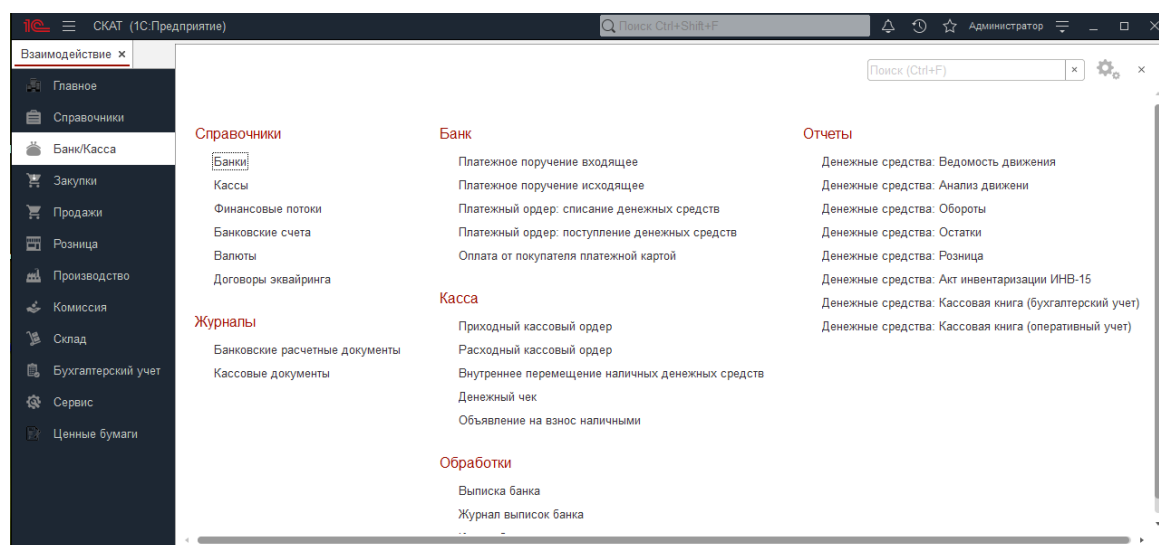 1С СКАТ (1С:Предприятие)
Поиск Ctrl+Shift+F
Администратор
Взаимодействие ×
Поиск (Ctrl+F)
Главное
Справочники
Банк/Касса
Закупки
Продажи
Розница
Производство
Комиссия
Склад
Бухгалтерский учет
Сервис
Ценные бумаги
Справочники
Банки
Кассы
Финансовые потоки
Банковские счета
Валюты
Договоры эквайринга
Журналы
Банковские расчетные документы
Кассовые документы
Банк
Платежное поручение входящее
Платежное поручение исходящее
Платежный ордер: списание денежных средств
Платежный ордер: поступление денежных средств
Оплата от покупателя платежной картой
Касса
Приходный кассовый ордер
Расходный кассовый ордер
Внутреннее перемещение наличных денежных средств
Денежный чек
Объявление на взнос наличными
Обработки
Выписка банка
Журнал выписок банка
Отчеты
Денежные средства: Ведомость движения
Денежные средства: Анализ движени
Денежные средства: Обороты
Денежные средства: Остатки
Денежные средства: Розница
Денежные средства: Акт инвентаризации ИНВ-15
Денежные средства: Кассовая книга (бухгалтерский учет)
Денежные средства: Кассовая книга (оперативный учет)